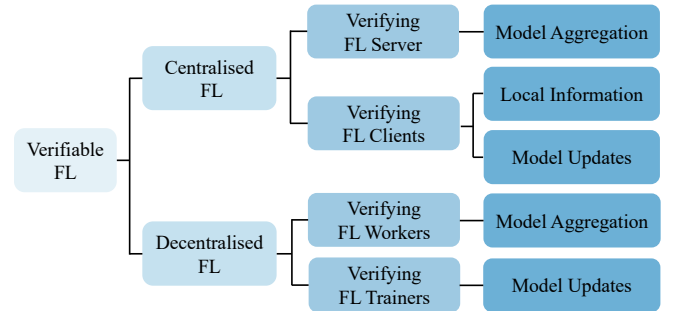 Verifiable
FL
Centralised
FL
Verifying
FL Server
Model Aggregation
Verifying
FL Clients
Local Information
Model Updates
Decentralised
FL
Verifying
FL Workers
Model Aggregation
Verifying
FL Trainers
Model Updates